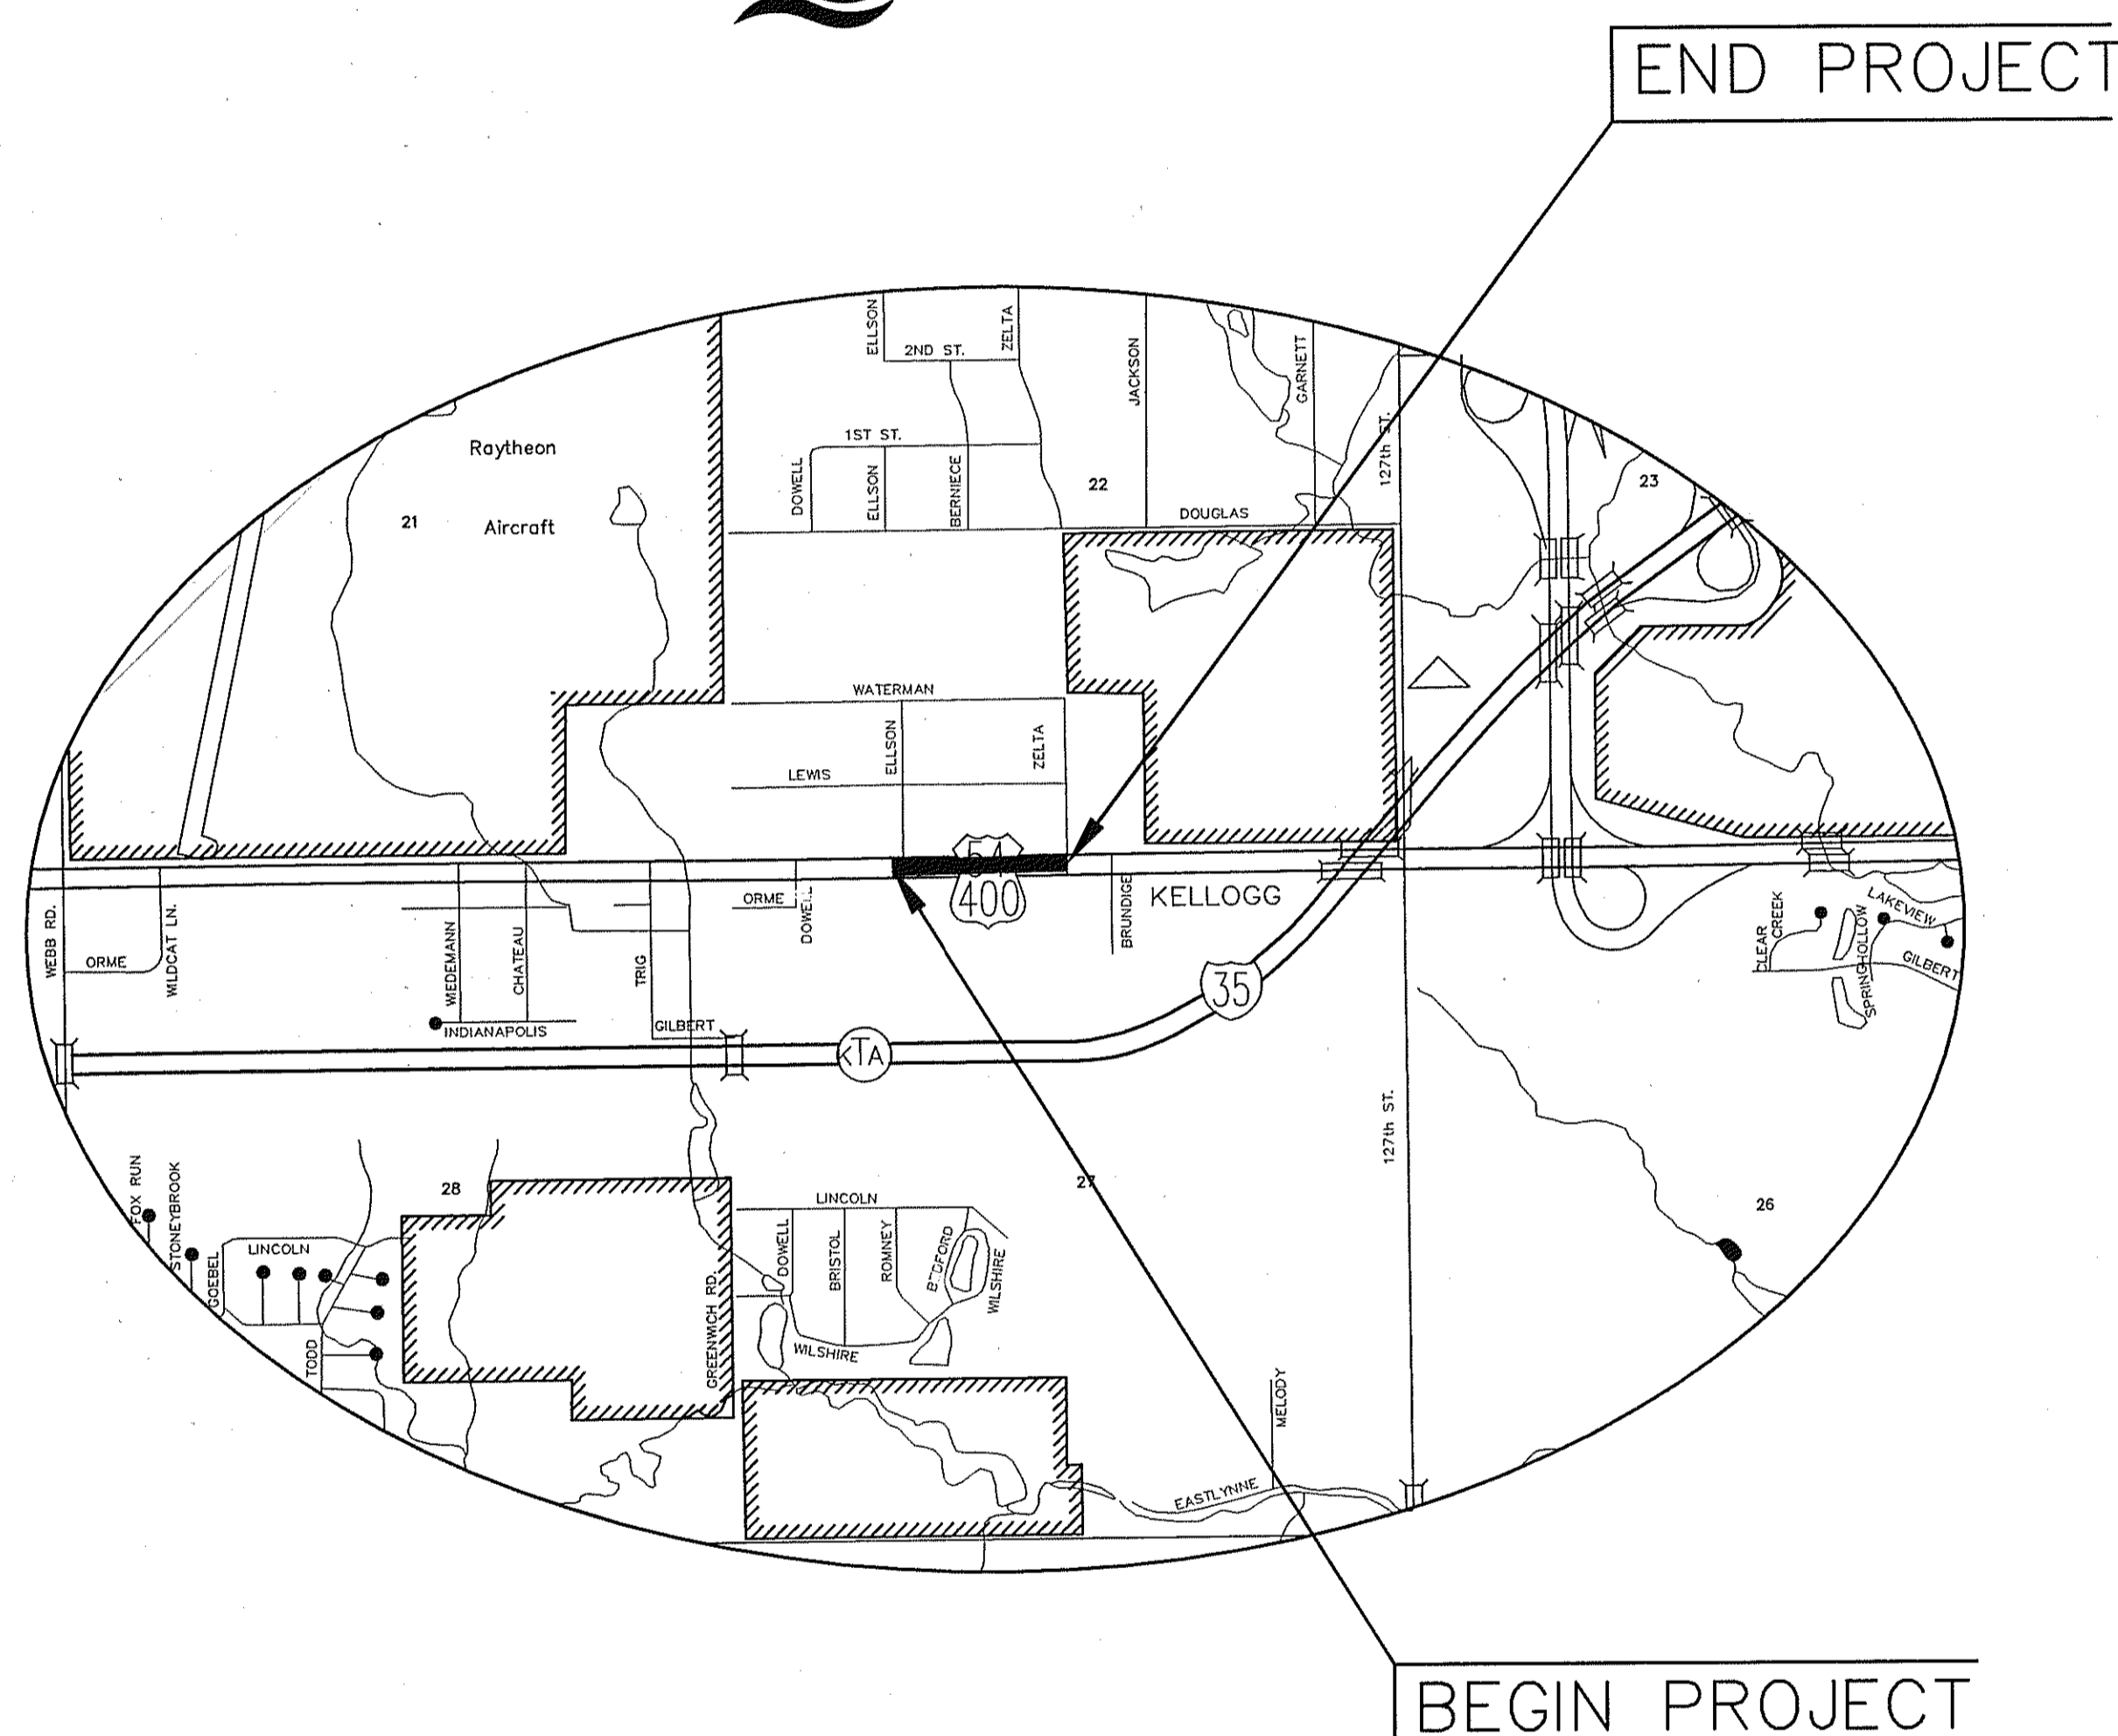 END PROJECT
ELLSON
2ND ST.
ZELTA
JACKSON
GARNETT
127th ST.
Raytheon
Aircraft
21
1ST ST.
DOWELL
ELLSON
BERNIECE
22
23
DOUGLAS
WATERMAN
ELLSON
ZELTA
LEWIS
54
400
KELLOGG
ORME
DOWELL
BRUNDIGE
WEBB RD.
ORME
WILDCAT LN.
WIEDEMANN
CHATEAU
TRIG
INDIANAPOLIS
GILBERT
KTA
35
CLEAR
CREEK
SPRINGHOLLOW
LAKEVIEW
GILBERT
127th ST.
28
27
26
FOX RUN
STONEYBROOK
GOEBEL
LINCOLN
TODD
GREENWICH RD.
LINCOLN
DOWELL
BRISTOL
ROMNEY
BEDFORD
WILSHIRE
WILSHIRE
MELODY
EASTLYNNE
BEGIN PROJECT